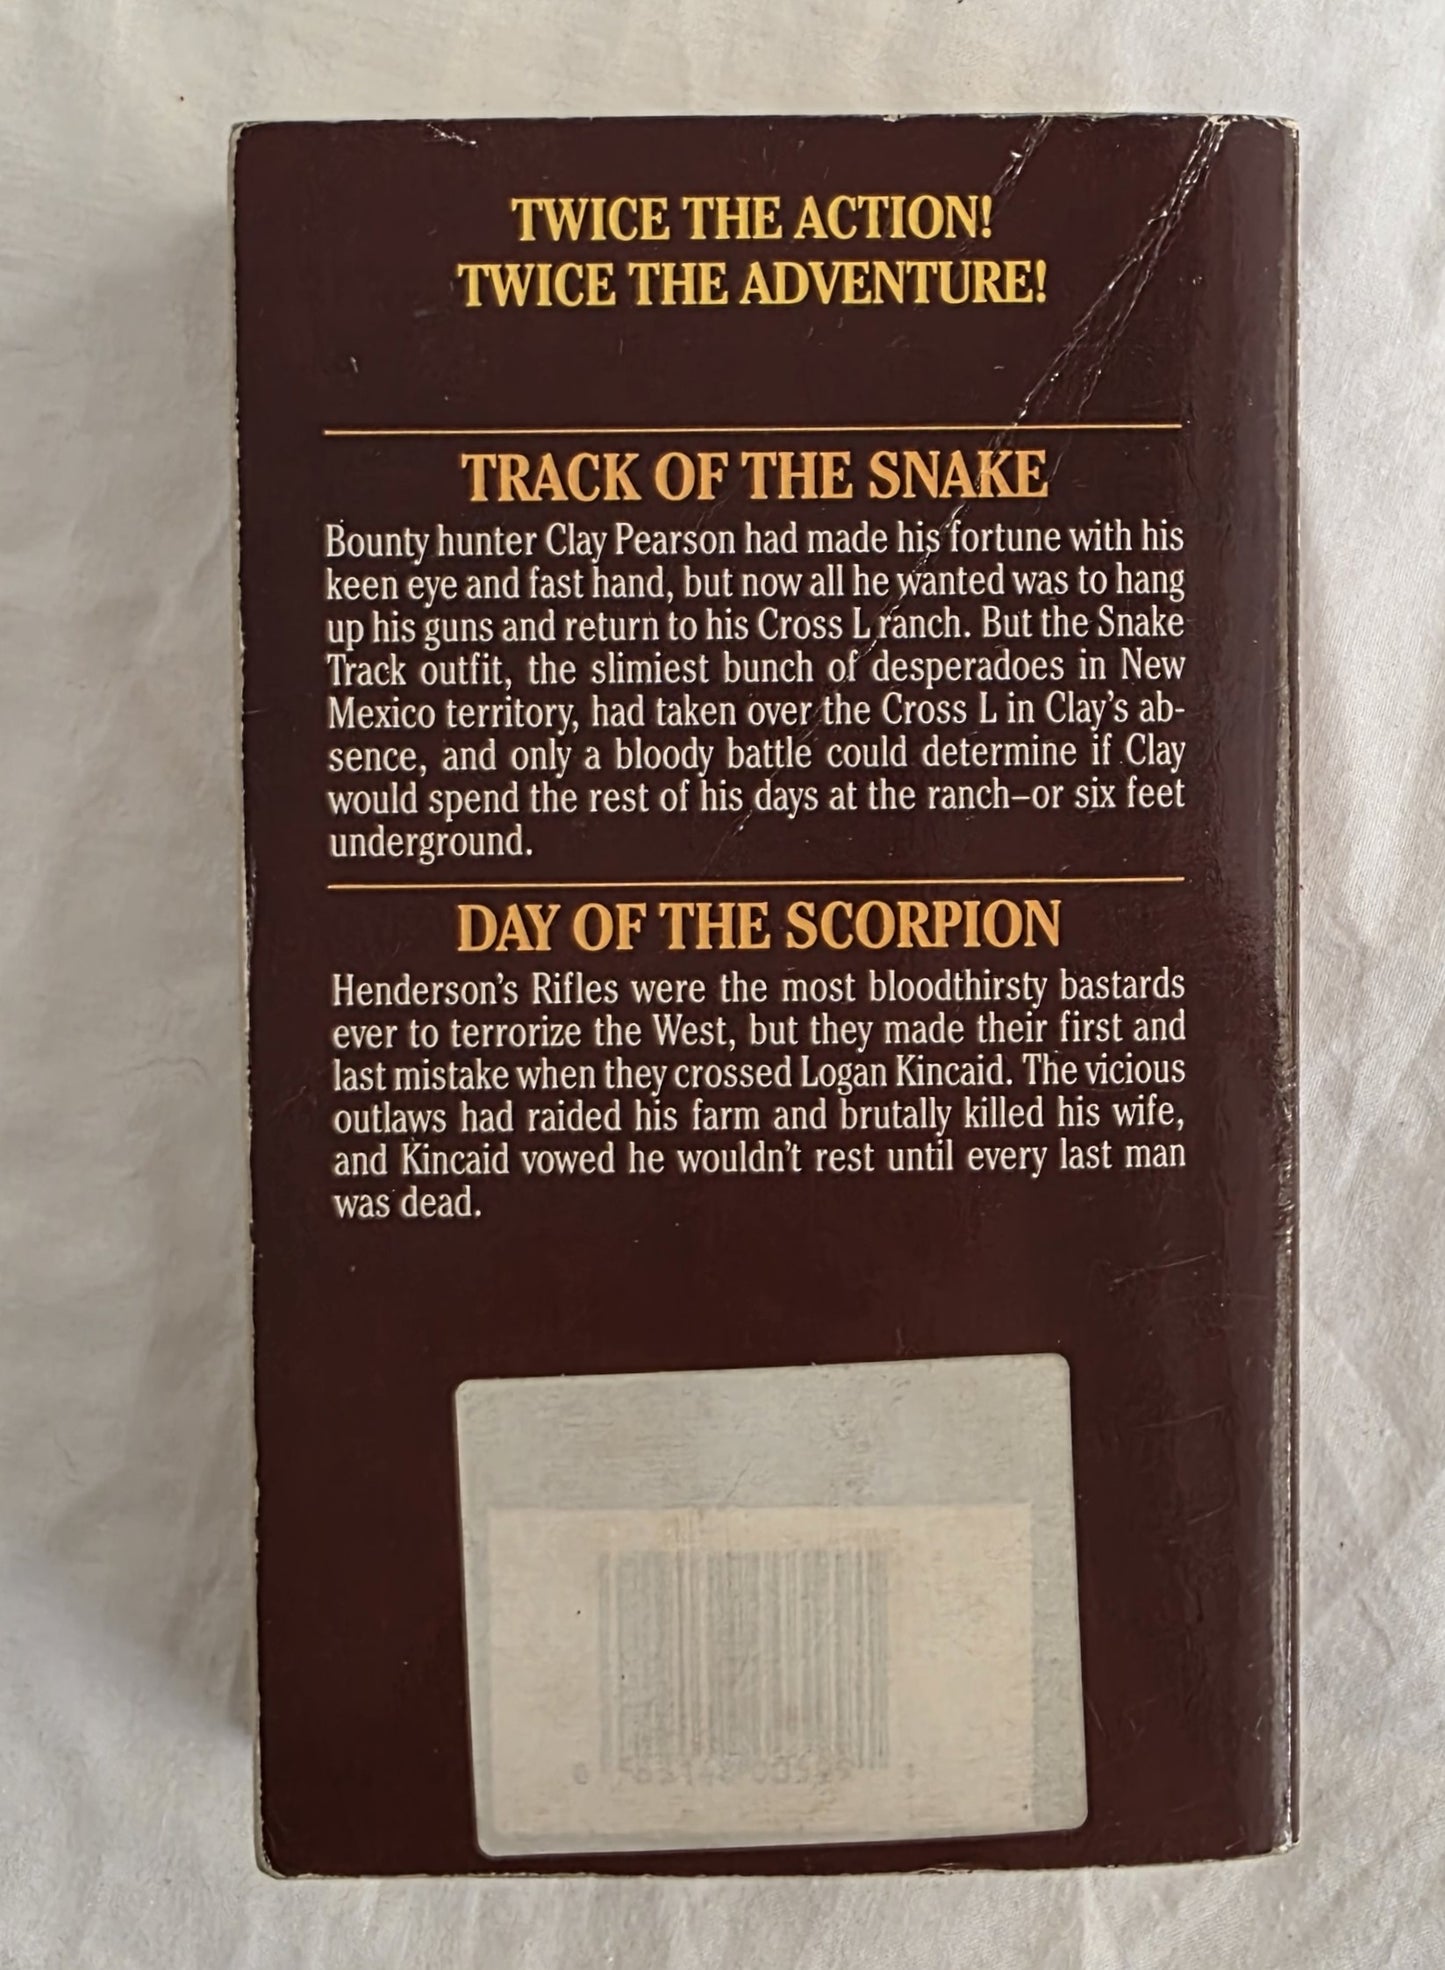 TWICE THE ACTION!
TWICE THE ADVENTURE!
TRACK OF THE SNAKE
Bounty hunter Clay Pearson had made his fortune with his
keen eye and fast hand, but now all he wanted was to hang
up his guns and return to his Cross L ranch. But the Snake
Track outfit, the slimiest bunch of desperadoes in New
Mexico territory, had taken over the Cross L in Clay's ab-
sence, and only a bloody battle could determine if Clay
would spend the rest of his days at the ranch–or six feet
underground.
DAY OF THE SCORPION
Henderson's Rifles were the most bloodthirsty bastards
ever to terrorize the West, but they made their first and
last mistake when they crossed Logan Kincaid. The vicious
outlaws had raided his farm and brutally killed his wife,
and Kincaid vowed he wouldn't rest until every last man
was dead.